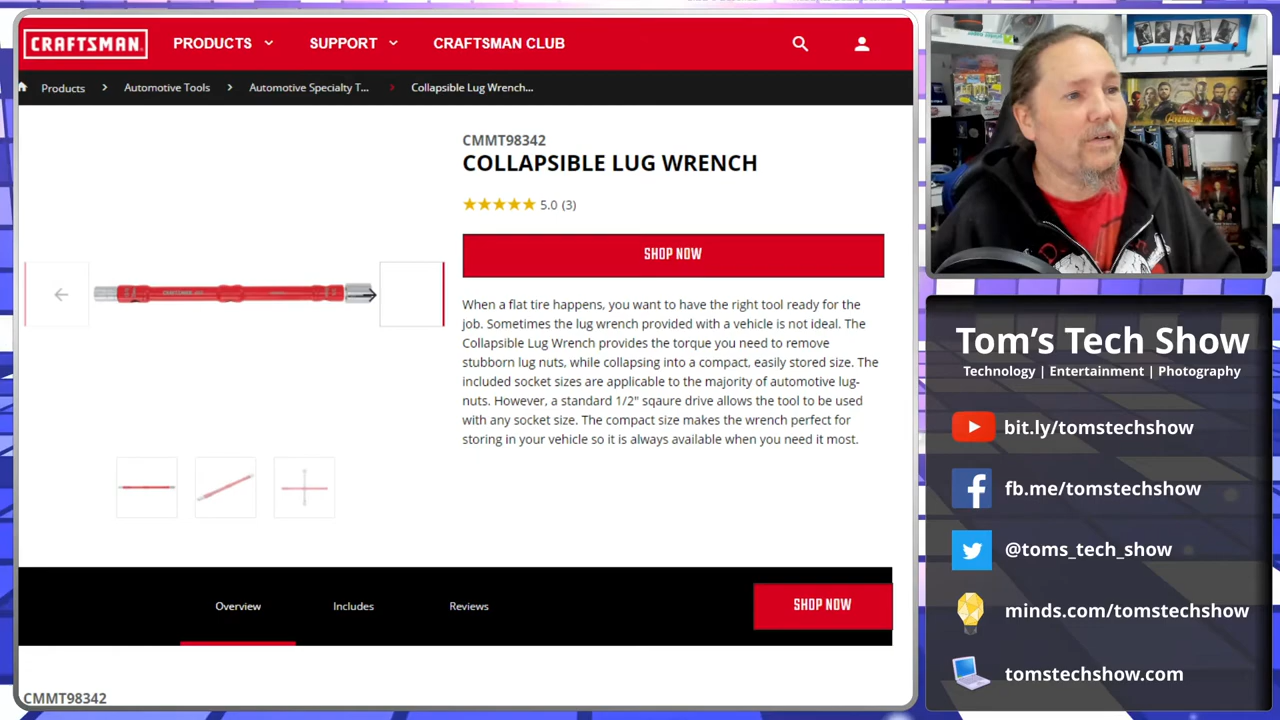 CRAFTSMAN
PRODUCTS
SUPPORT
CRAFTSMAN CLUB
Products
Automotive Tools
Automotive Specialty T...
Collapsible Lug Wrench...
CMMT98342
COLLAPSIBLE LUG WRENCH
5.0 (3)
SHOP NOW
When a flat tire happens, you want to have the right tool ready for the
job. Sometimes the lug wrench provided with a vehicle is not ideal. The
Collapsible Lug Wrench provides the torque you need to remove
stubborn lug nuts, while collapsing into a compact, easily stored size. The
included socket sizes are applicable to the majority of automotive lug-
nuts. However, a standard 1/2" sqaure drive allows the tool to be used
with any socket size. The compact size makes the wrench perfect for
storing in your vehicle so it is always available when you need it most.
CRAFTSMAN
Overview
Includes
Reviews
SHOP NOW
CMMT98342
AVENGERS
Tom's Tech Show
Technology | Entertainment | Photography
bit.ly/tomstechshow
fb.me/tomstechshow
@toms_tech_show
minds.com/tomstechshow
tomstechshow.com